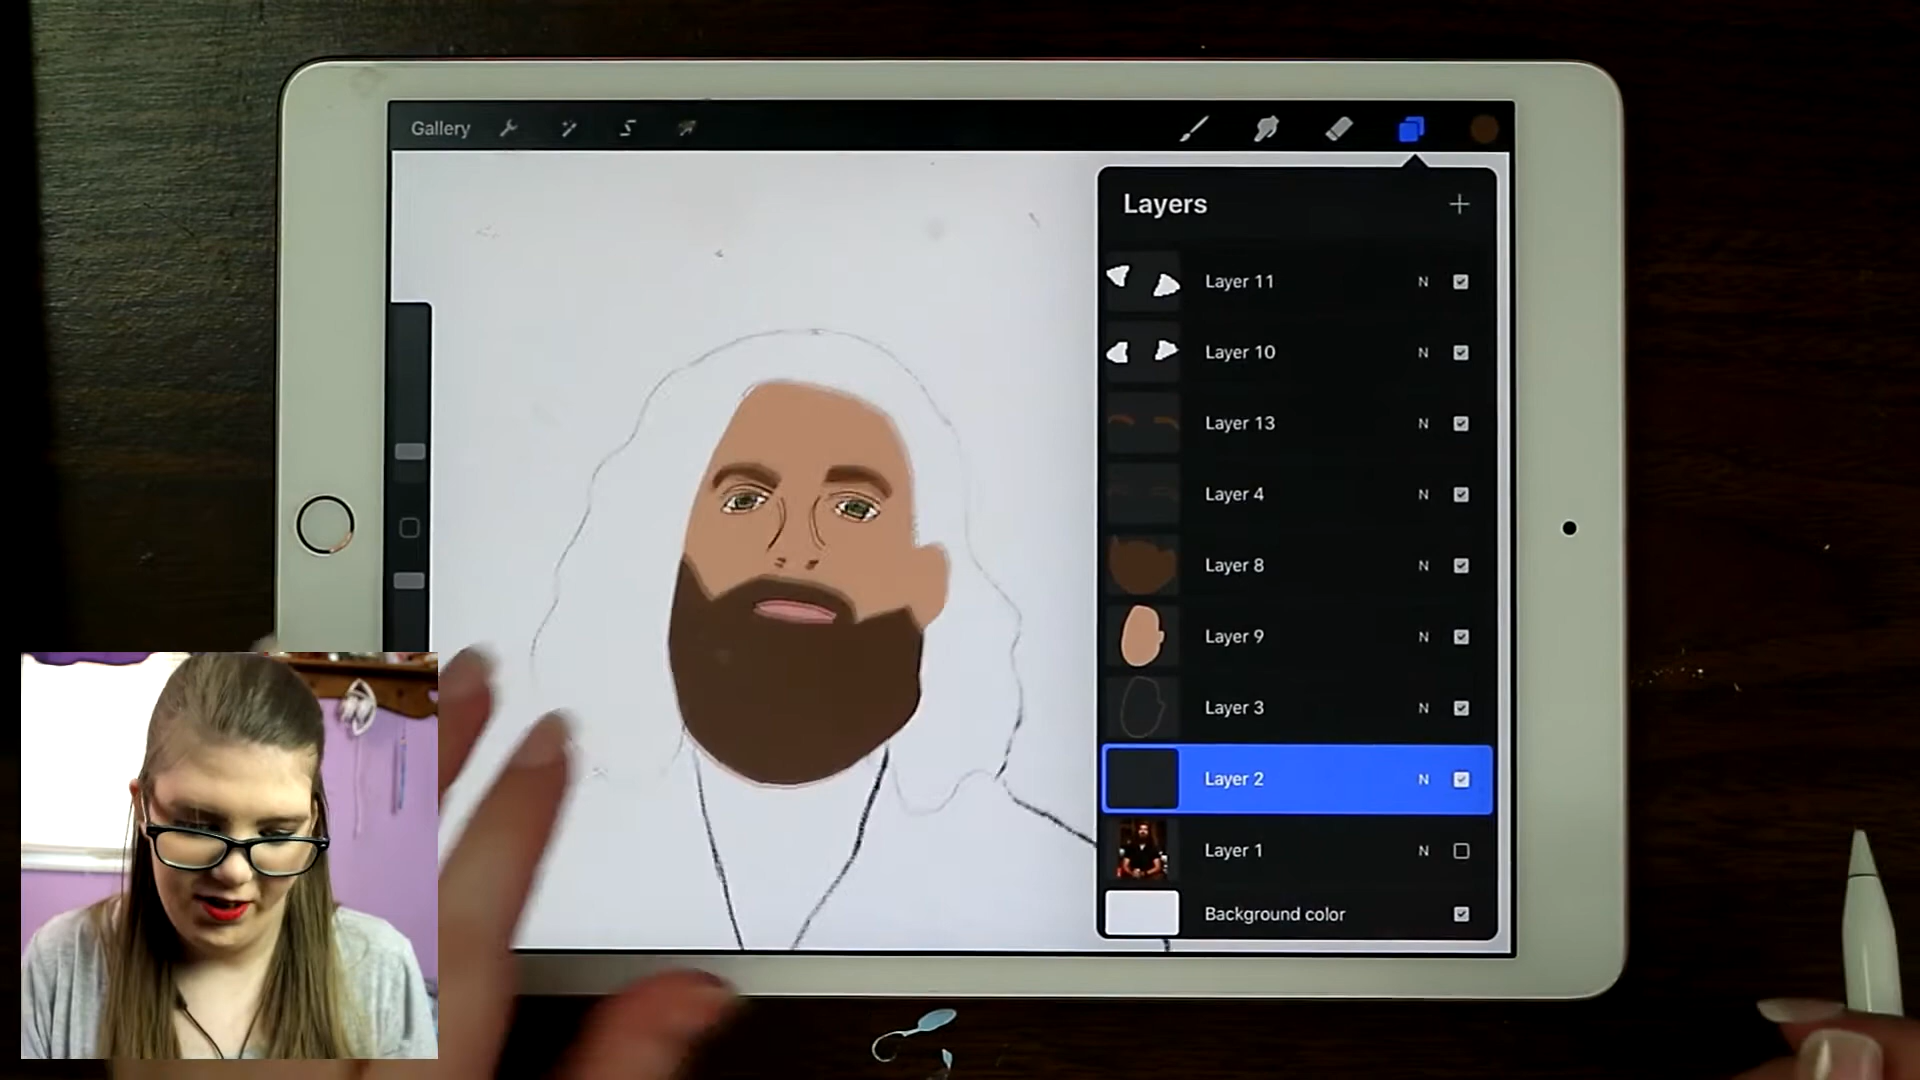 Gallery
Layers
Layer 11 N
Layer 10 N
Layer 13 N
Layer 4 N
Layer 8 N
Layer 9 N
Layer 3 N
Layer 2 N
Layer 1 N
Background color